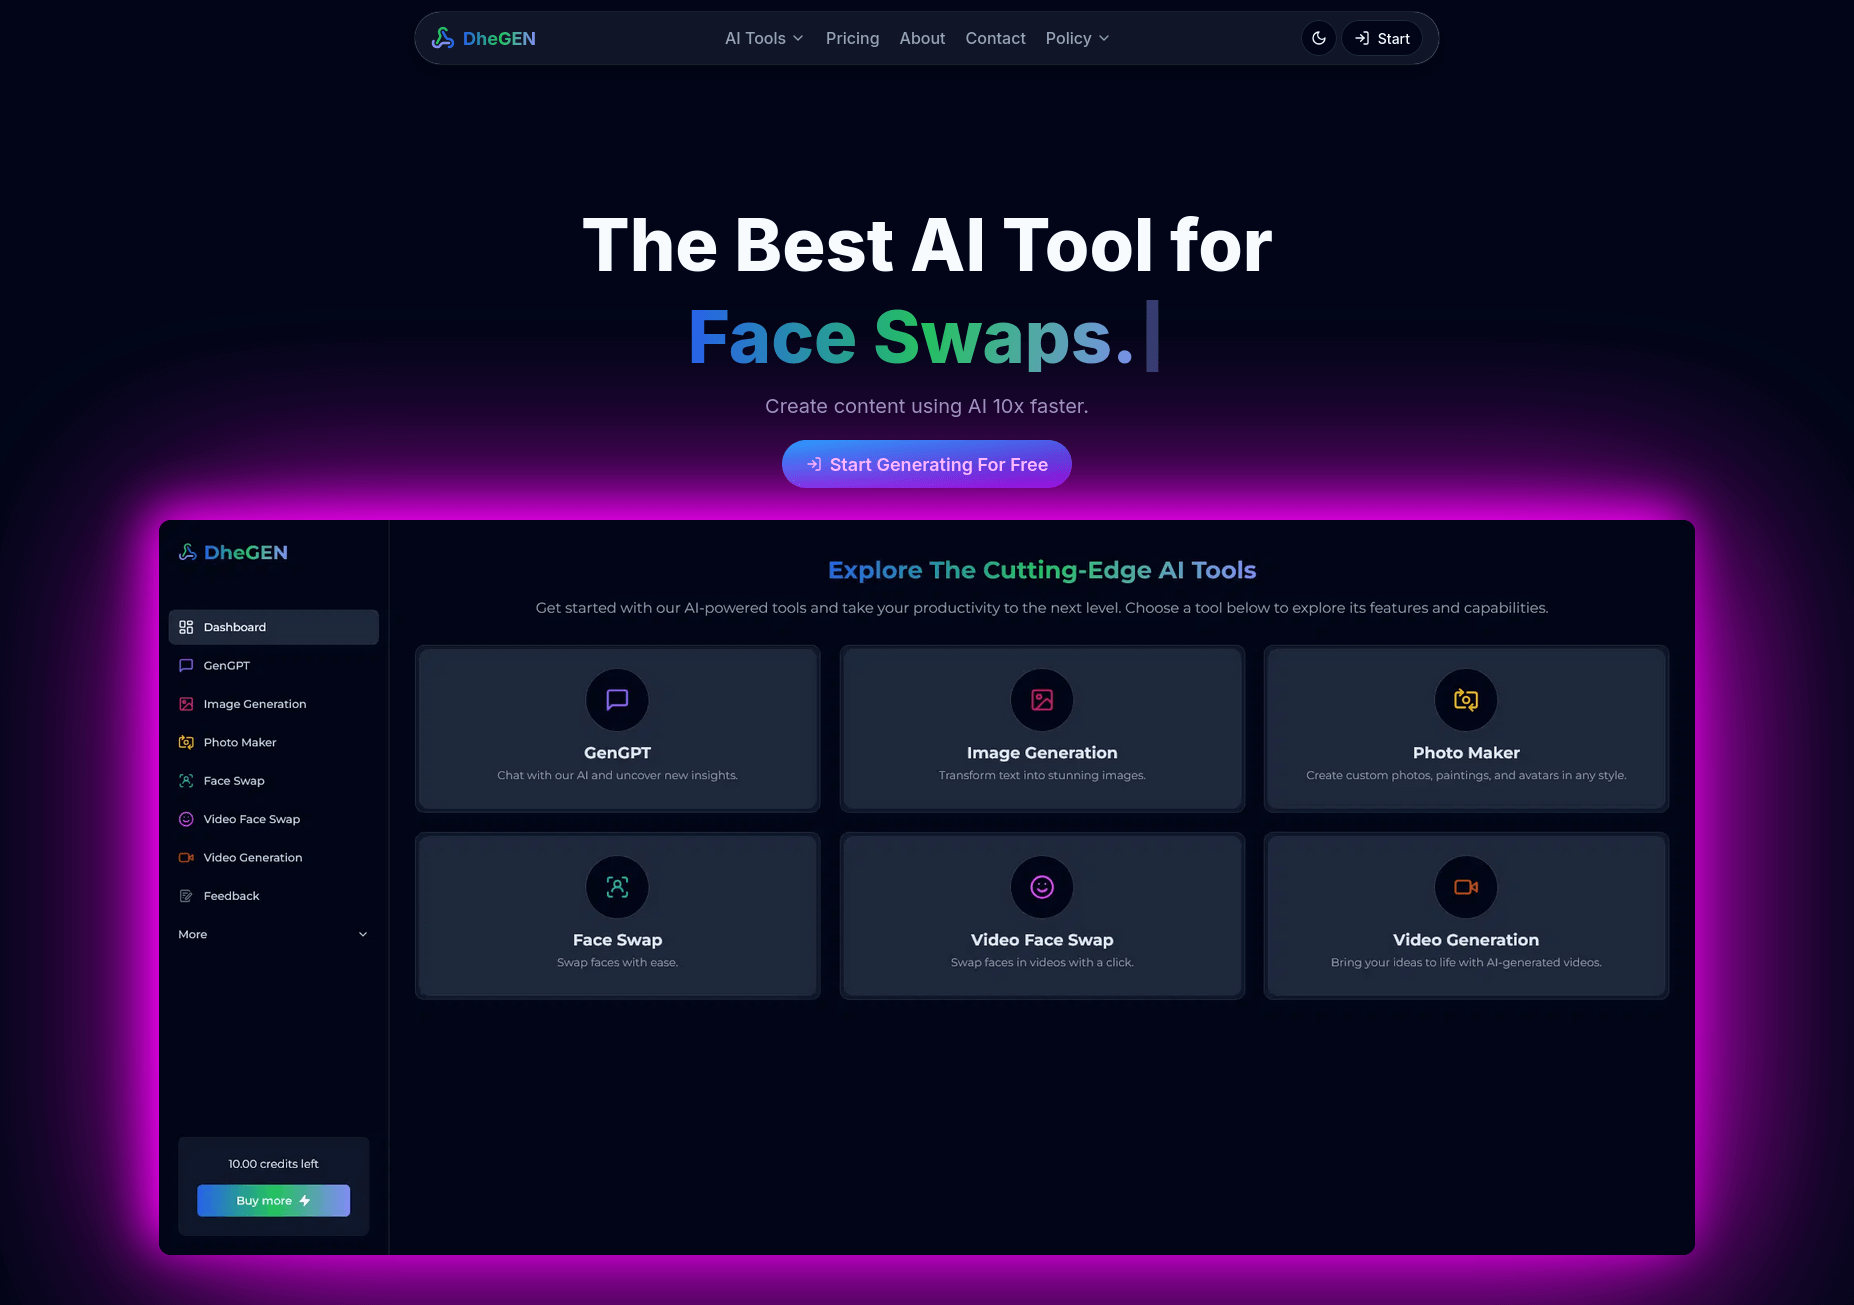 DheGEN
AI Tools
Pricing
About
Contact
Policy
Start
The Best AI Tool for
Face Swaps.
Create content using AI 10x faster.
Start Generating For Free
DheGEN
Dashboard
GenGPT
Image Generation
Photo Maker
Face Swap
Video Face Swap
Video Generation
Feedback
More
10.00 credits left
Buy more
Explore The Cutting-Edge AI Tools
Get started with our AI-powered tools and take your productivity to the next level. Choose a tool below to explore its features and capabilities.
GenGPT
Chat with our AI and uncover new insights.
Image Generation
Transform text into stunning images.
Photo Maker
Create custom photos, paintings, and avatars in any style.
Face Swap
Swap faces with ease.
Video Face Swap
Swap faces in videos with a click.
Video Generation
Bring your ideas to life with AI-generated videos.